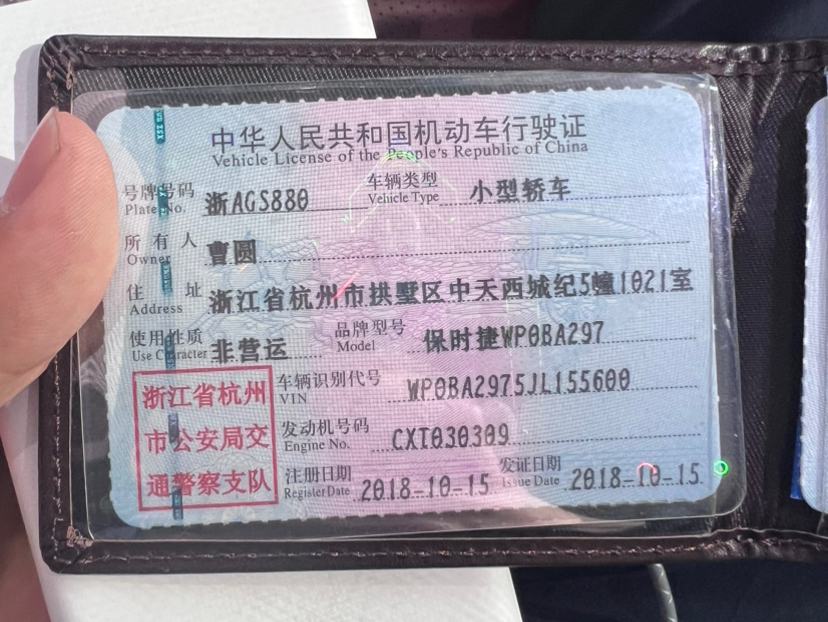 中华人民共和国机动车行驶证
Vehicle License of the People's Republic of China
号牌号码 浙AGS880 车辆类型 小型轿车
Plate No. Vehicle Type
所有人 曹圆
Owner
住址 浙江省杭州市拱墅区中天西城纪5幢1021室
Address
使用性质 非营运 品牌型号 保时捷WP0BA297
Use Character Model
浙江省杭州
市公安局交
通警察支队
车辆识别代号 WP0BA2975JL155600
VIN
发动机号码 CXT030309
Engine No.
注册日期 2018-10-15 发证日期 2018-10-15
Register Date Issue Date